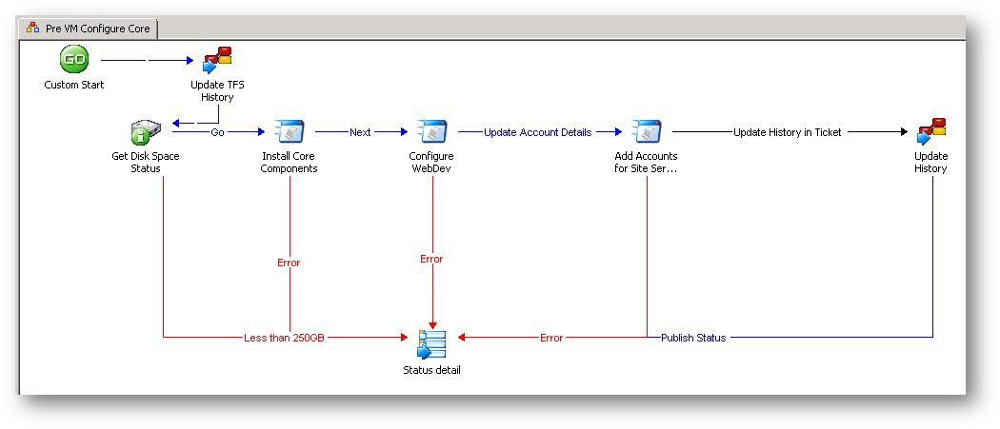 Pre VM Configure Core
GO
Custom Start
Update TFS
History
Get Disk Space
Status
Go
Install Core
Components
Next
Configure
WebDev
Update Account Details
Add Accounts
for Site Ser...
Update History in Ticket
Update
History
Error
Error
Less than 250GB
Error
Publish Status
Status detail